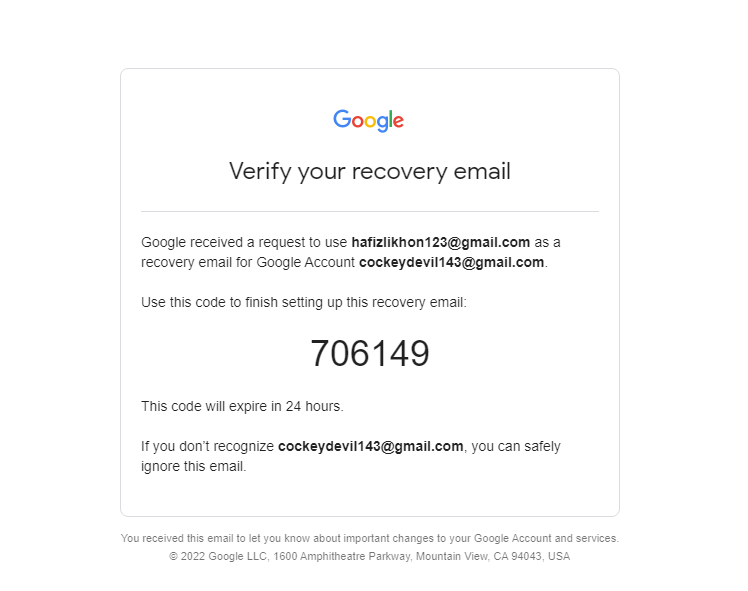 Google
Verify your recovery email
Google received a request to use hafizlikhon123@gmail.com as a
recovery email for Google Account cockeydevil143@gmail.com.
Use this code to finish setting up this recovery email:
706149
This code will expire in 24 hours.
If you don’t recognize cockeydevil143@gmail.com, you can safely
ignore this email.
You received this email to let you know about important changes to your Google Account and services.
© 2022 Google LLC, 1600 Amphitheatre Parkway, Mountain View, CA 94043, USA